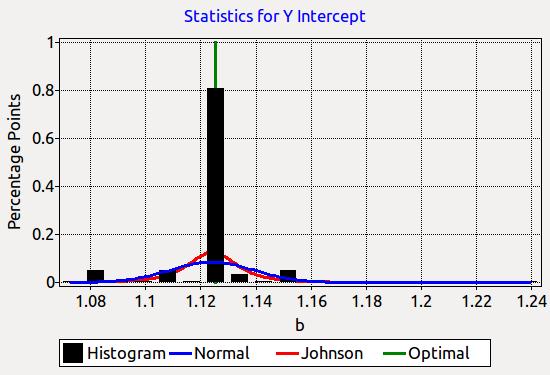 Statistics for Y Intercept
Percentage Points
1
0.8
0.6
0.4
0.2
0
1.08 1.1 1.12 1.14 1.16 1.18 1.2 1.22 1.24
b
Histogram Normal Johnson Optimal